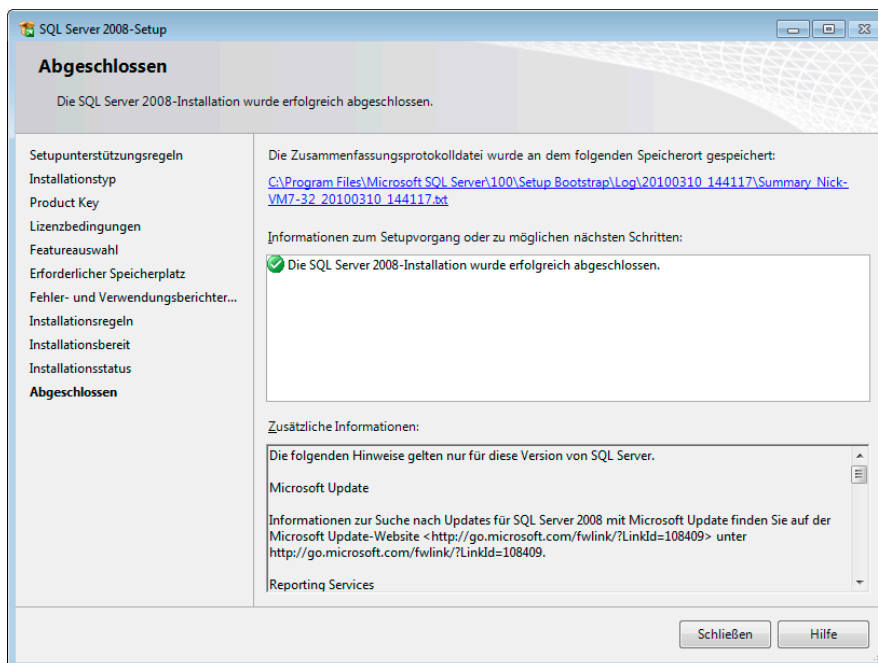 SQL Server 2008-Setup
Abgeschlossen
Die SQL Server 2008-Installation wurde erfolgreich abgeschlossen.
Setupunterstützungsregeln
Installationstyp
Product Key
Lizenzbedingungen
Featureauswahl
Erforderlicher Speicherplatz
Fehler- und Verwendungsberichter...
Installationsregeln
Installationsbereit
Installationsstatus
Abgeschlossen
Die Zusammenfassungsprotokolldatei wurde an dem folgenden Speicherort gespeichert:
C:\Program Files\Microsoft SQL Server\100\Setup Bootstrap\Log\20100310_144117\Summary_Nick-
VM7-32_20100310_144117.txt
Informationen zum Setupvorgang oder zu möglichen nächsten Schritten:
Die SQL Server 2008-Installation wurde erfolgreich abgeschlossen.
Zusätzliche Informationen:
Die folgenden Hinweise gelten nur für diese Version von SQL Server.
Microsoft Update
Informationen zur Suche nach Updates für SQL Server 2008 mit Microsoft Update finden Sie auf der
Microsoft Update-Website <http://go.microsoft.com/fwlink/?LinkId=108409> unter
http://go.microsoft.com/fwlink/?LinkId=108409.
Reporting Services
Schließen
Hilfe